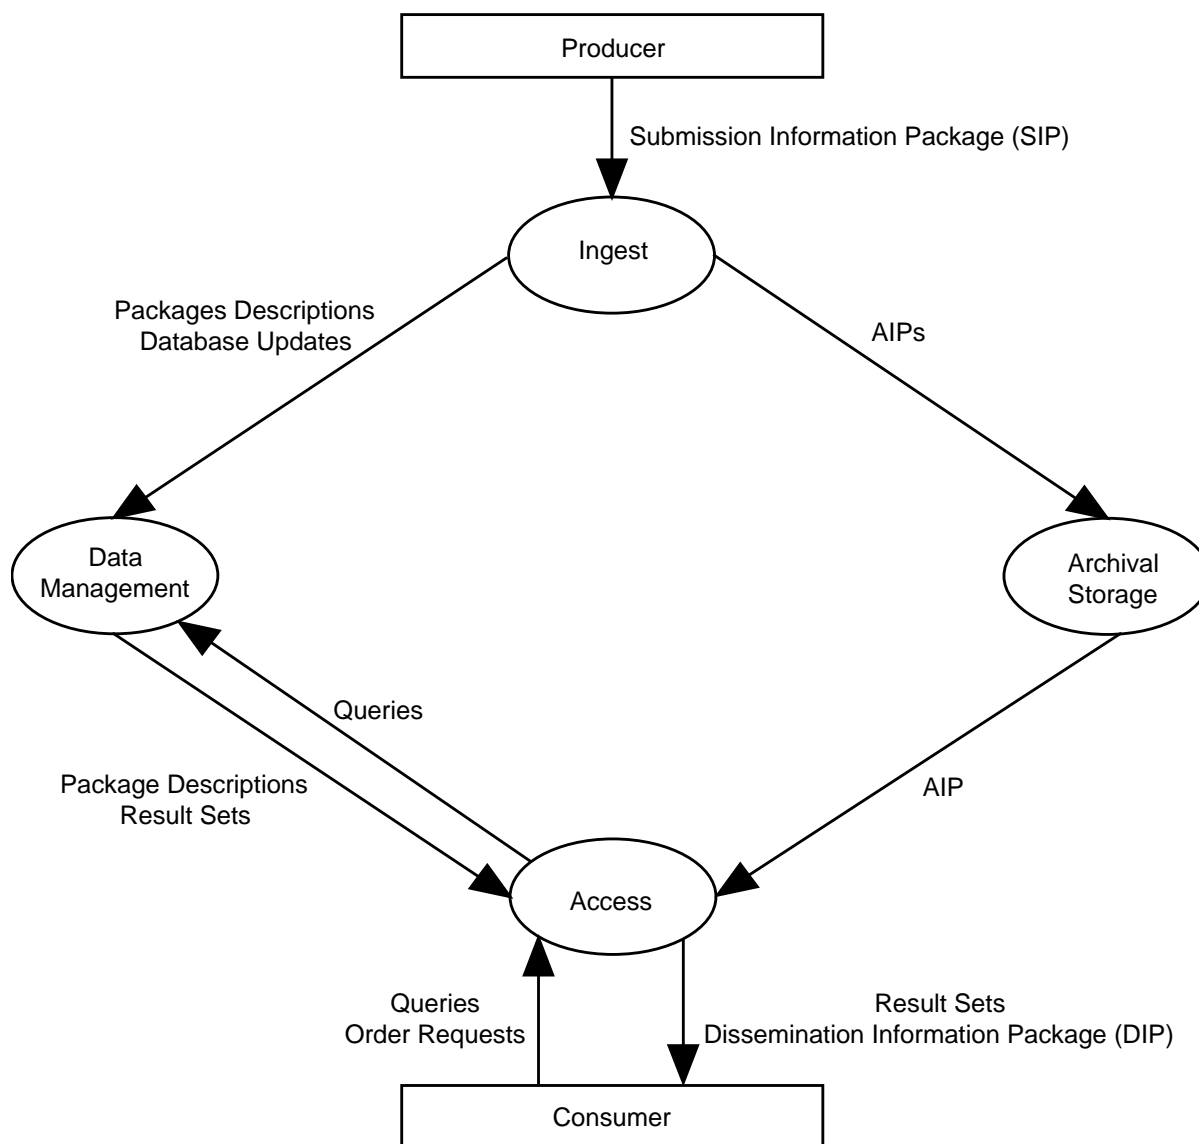 Producer
Submission Information Package (SIP)
Ingest
Packages Descriptions
Database Updates
AIPs
Data
Management
Archival
Storage
Queries
Package Descriptions
Result Sets
AIP
Access
Queries
Order Requests
Result Sets
Dissemination Information Package (DIP)
Consumer